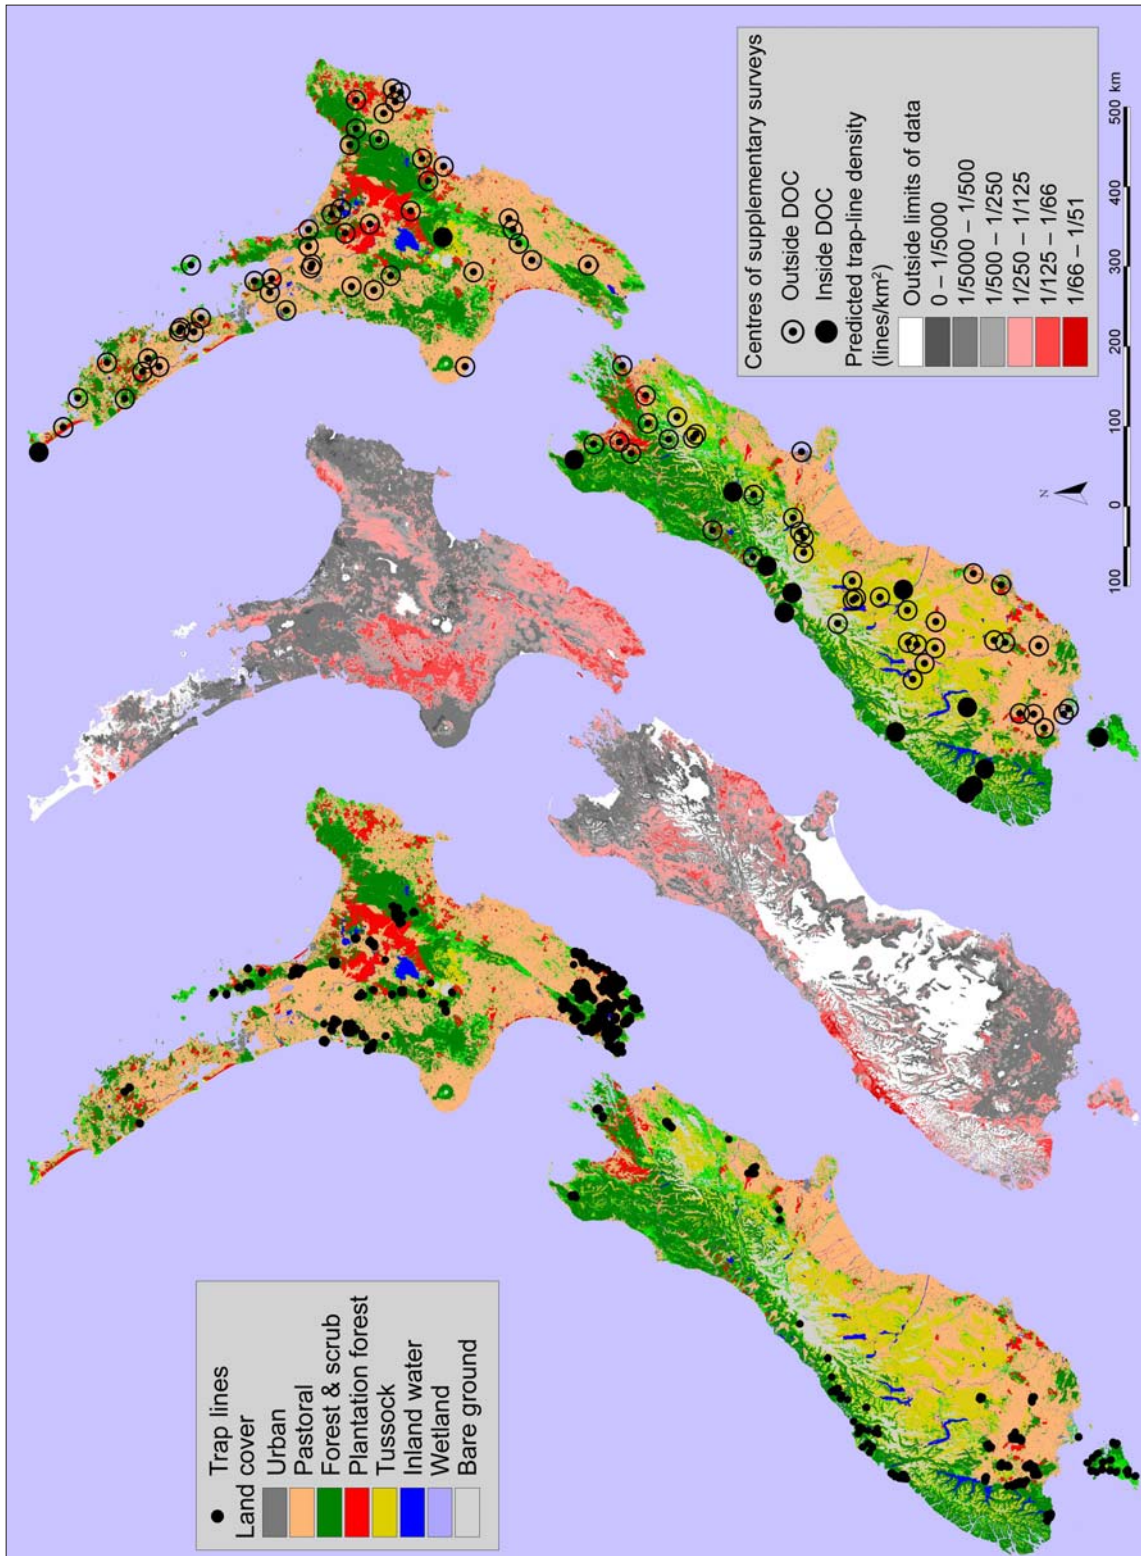 Trap lines
Land cover
Urban
Pastoral
Forest & scrub
Plantation forest
Tussock
Inland water
Wetland
Bare ground
Centres of supplementary surveys
Outside DOC
Inside DOC
Predicted trap-line density
(lines/km²)
Outside limits of data
0 – 1/5000
1/5000 – 1/500
1/500 – 1/250
1/250 – 1/125
1/125 – 1/66
1/66 – 1/51
N
100 0 100 200 300 400 500 km